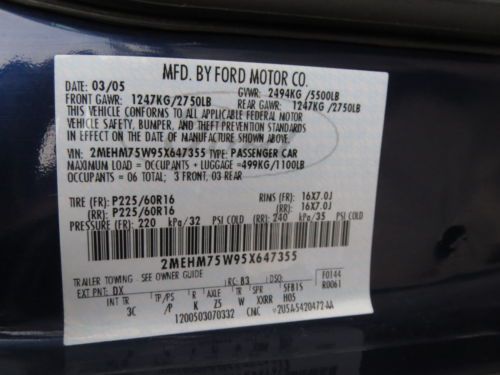 MFD. BY FORD MOTOR CO.
DATE: 03/05 GVWR: 2494KG /5500LB
FRONT GAWR: 1247KG/2750LB REAR GAWR: 1247KG /2750LB
THIS VEHICLE CONFORMS TO ALL APPLICABLE FEDERAL MOTOR
VEHICLE SAFETY, BUMPER, AND THEFT PREVENTION STANDARDS
IN EFFECT ON THE DATE OF MANUFACTURE SHOWN ABOVE.
VIN: 2MEHM75W95X647355 TYPE: PASSENGER CAR
MAXIMUM LOAD = OCCUPANTS + LUGGAGE =499KG/1100LB
OCCUPANTS = 06 TOTAL; 3 FRONT, 03 REAR
TIRE (FR): P225/60R16 RIMS (FR): 16X7.0J
(RR): P225/60R16 (RR): 16X7.0J
PRESSURE (FR): 220 kPa/32 PSI COLD (RR): 240 kPa/35 PSI COLD
2MEHM75W95X647355
TRAILER TOWING - SEE OWNER GUIDE
EXT PNT: DX RC: B3 DSO: F0144
R0061
INT TR TP/PS R AXLE TR SPR 5FB15
3C /P K Z5 W XXRR H05
1200503070332 CNC